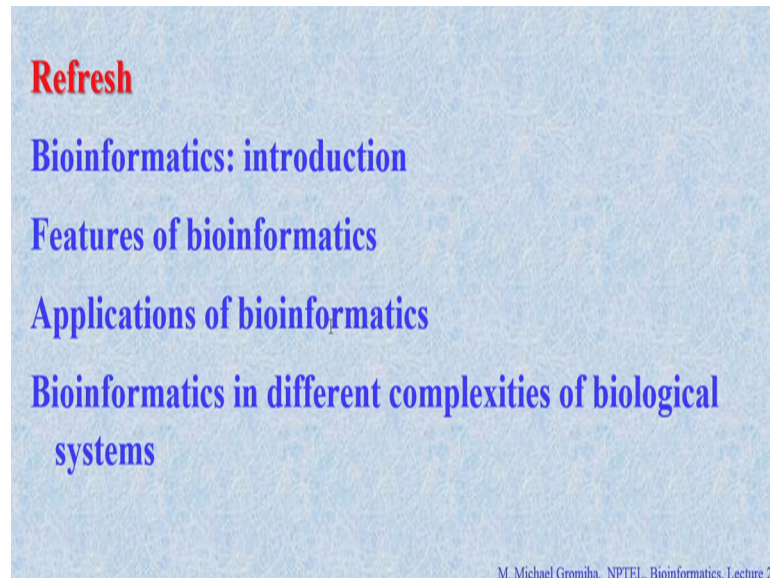 Refresh
Bioinformatics: introduction
Features of bioinformatics
Applications of bioinformatics
Bioinformatics in different complexities of biological
systems
M. Michael Gromiha, NPTEL, Bioinformatics, Lecture 2